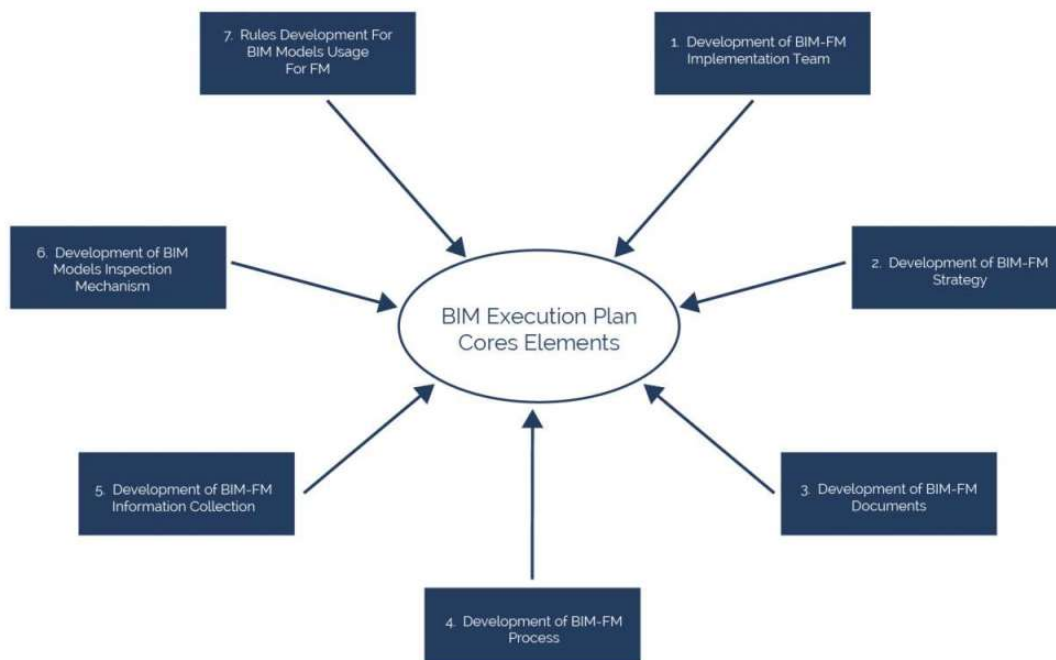 7. Rules Development For
BIM Models Usage
For FM
1. Development of BIM-FM
Implementation Team
6. Development of BIM
Models Inspection
Mechanism
2. Development of BIM-FM
Strategy
BIM Execution Plan
Cores Elements
5. Development of BIM-FM
Information Collection
3. Development of BIM-FM
Documents
4. Development of BIM-FM
Process